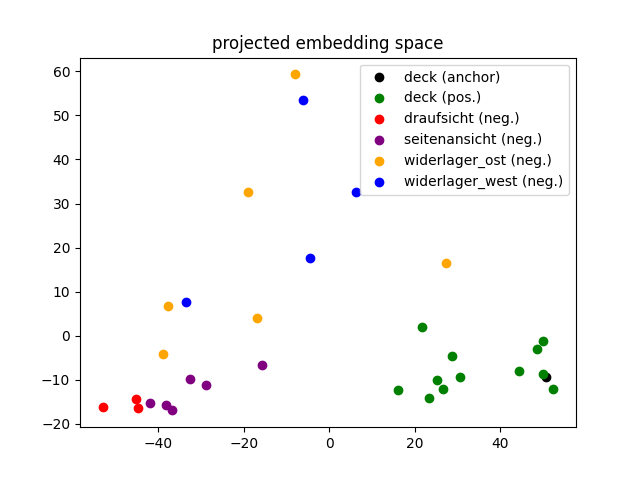 projected embedding space
deck (anchor)
deck (pos.)
draufsicht (neg.)
seitenansicht (neg.)
widerlager_ost (neg.)
widerlager_west (neg.)
60
50
40
30
20
10
0
−10
−20
−40 −20 0 20 40